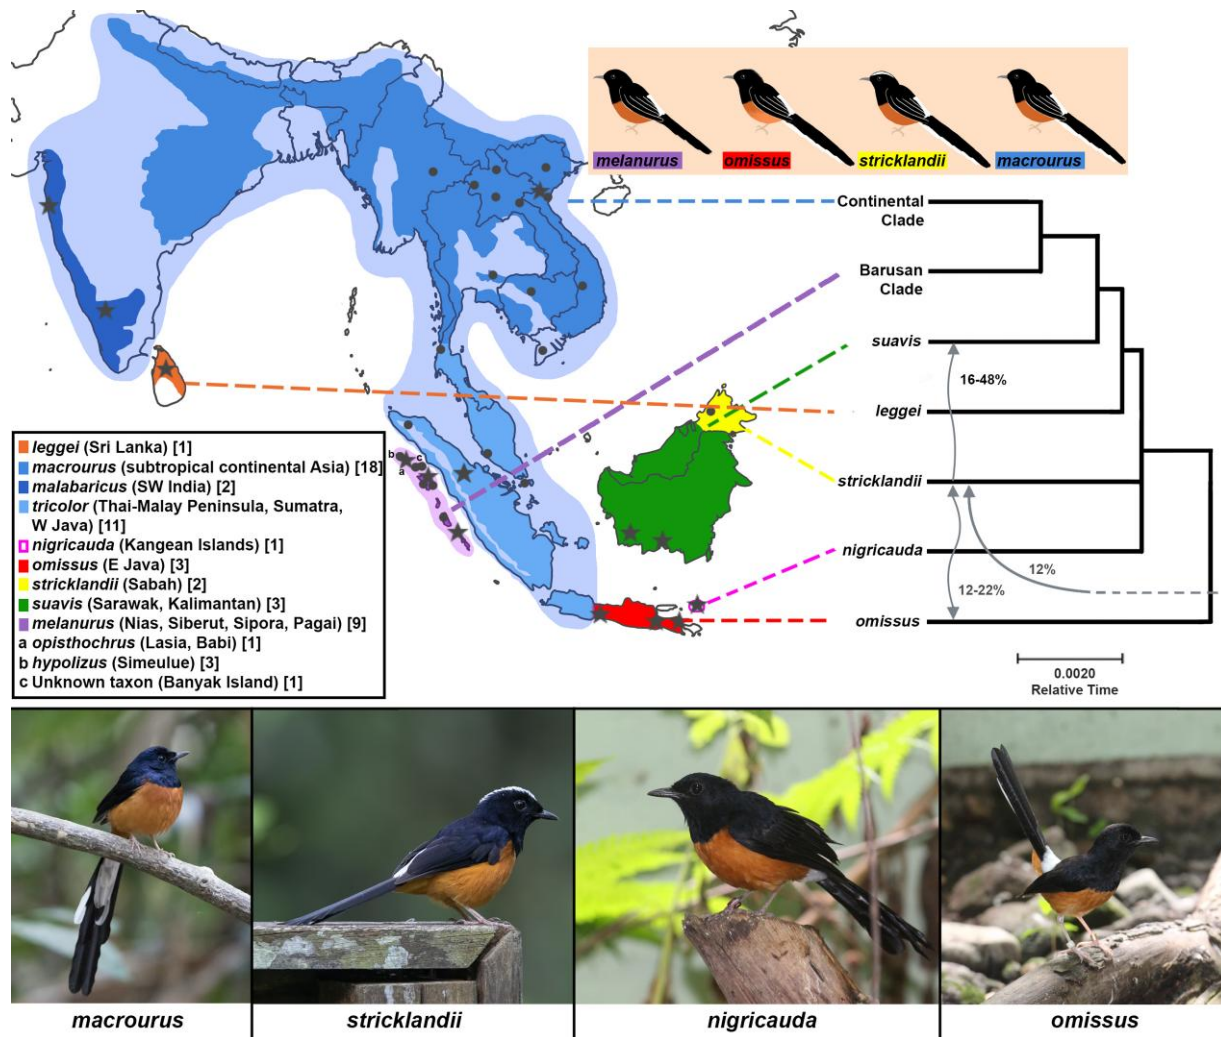 melanurus
omissus
stricklandii
macrourus
Continental
Clade
Barusan
Clade
suavis
16-48%
leggei
stricklandii
nigricauda
12%
12-22%
omissus
0.0020
Relative Time
b
c
a
leggei (Sri Lanka) [1]
macrourus (subtropical continental Asia) [18]
malabaricus (SW India) [2]
tricolor (Thai-Malay Peninsula, Sumatra,
W Java) [11]
nigricauda (Kangean Islands) [1]
omissus (E Java) [3]
stricklandii (Sabah) [2]
suavis (Sarawak, Kalimantan) [3]
melanurus (Nias, Siberut, Sipora, Pagai) [9]
a opisthochrus (Lasia, Babi) [1]
b hypolizus (Simeulue) [3]
c Unknown taxon (Banyak Island) [1]
macrourus
stricklandii
nigricauda
omissus